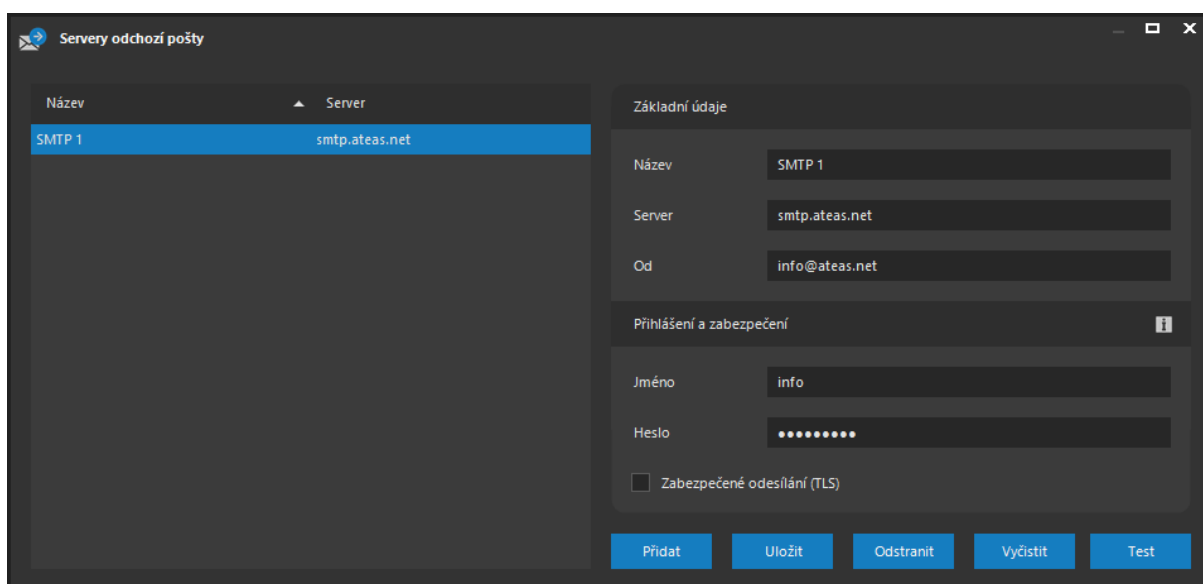 Servery odchozí pošty
Název Server
SMTP 1 smtp.ateas.net
Základní údaje
Název SMTP 1
Server smtp.ateas.net
Od info@ateas.net
Přihlášení a zabezpečení
Jméno info
Heslo •••••••••
Zabezpečené odesílání (TLS)
Přidat Uložit Odstranit Vyčistit Test